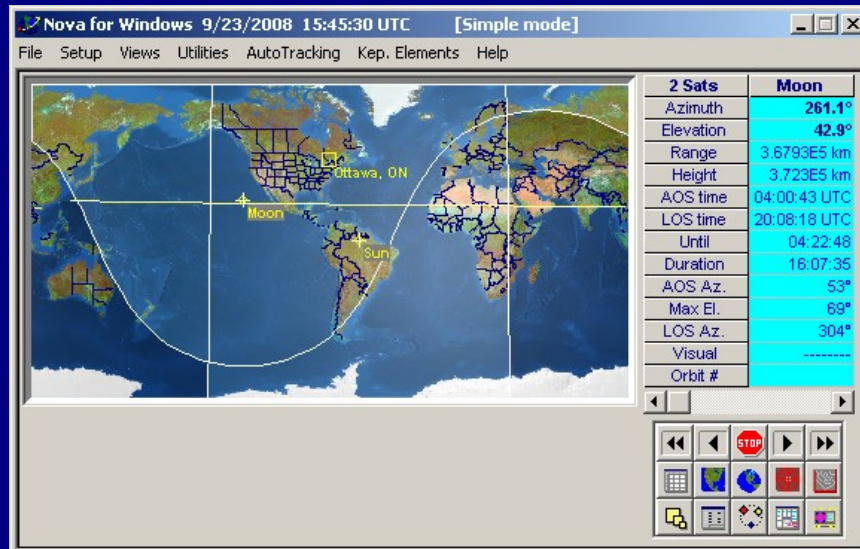 Nova for Windows 9/23/2008 15:45:30 UTC [Simple mode]
File Setup Views Utilities AutoTracking Kep. Elements Help
Ottawa, ON
Moon
Sun
2 Sats Moon
Azimuth 261.1°
Elevation 42.9°
Range 3.6793E5 km
Height 3.723E5 km
AOS time 04:00:43 UTC
LOS time 20:08:18 UTC
Until 04:22:48
Duration 16:07:35
AOS Az. 53°
Max El. 69°
LOS Az. 304°
Visual --------
Orbit #
STOP